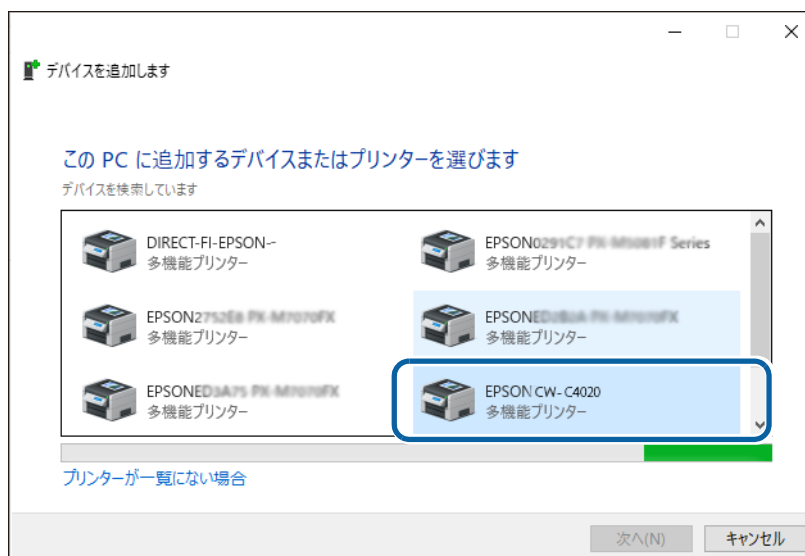 デバイスを追加します
この PC に追加するデバイスまたはプリンターを選びます
デバイスを検索しています
DIRECT-FI-EPSON--
多機能プリンター
EPSON Series
多機能プリンター
EPSON
多機能プリンター
EPSON
多機能プリンター
EPSON
多機能プリンター
EPSON CW- C4020
多機能プリンター
プリンターが一覧にない場合
次へ(N)
キャンセル